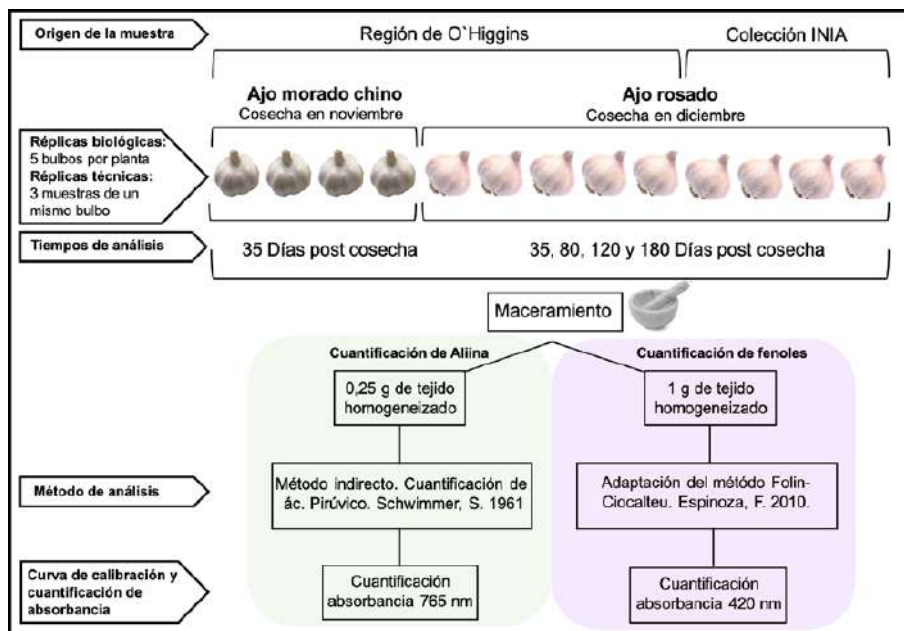 Origen de la muestra
Región de O`Higgins
Colección INIA
Ajo morado chino
Cosecha en noviembre
Ajo rosado
Cosecha en diciembre
Réplicas biológicas:
5 bulbos por planta
Réplicas técnicas:
3 muestras de un
mismo bulbo
Tiempos de análisis
35 Días post cosecha
35, 80, 120 y 180 Días post cosecha
Maceramiento
Cuantificación de Aliina
Cuantificación de fenoles
0,25 g de tejido
homogeneizado
1 g de tejido
homogeneizado
Método de análisis
Método indirecto. Cuantificación de
ác. Pirúvico. Schwimmer, S. 1961
Adaptación del métódo Folin-
Ciocalteu. Espinoza, F. 2010.
Curva de calibración y
cuantificación de
absorbancia
Cuantificación
absorbancia 765 nm
Cuantificación
absorbancia 420 nm